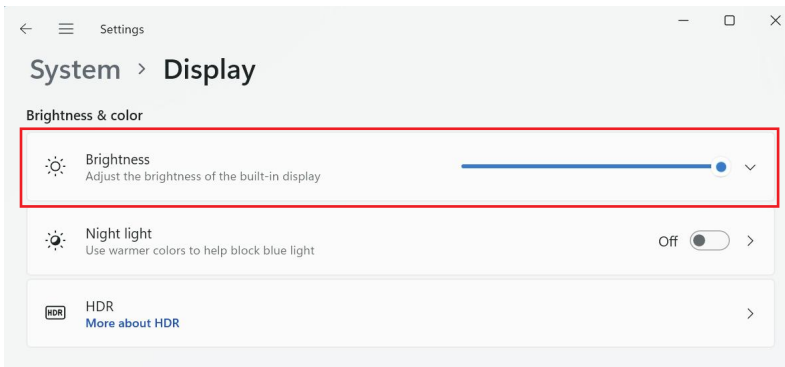 Settings
System > Display
Brightness & color
Brightness
Adjust the brightness of the built-in display
Night light
Use warmer colors to help block blue light
Off
HDR
HDR
More about HDR